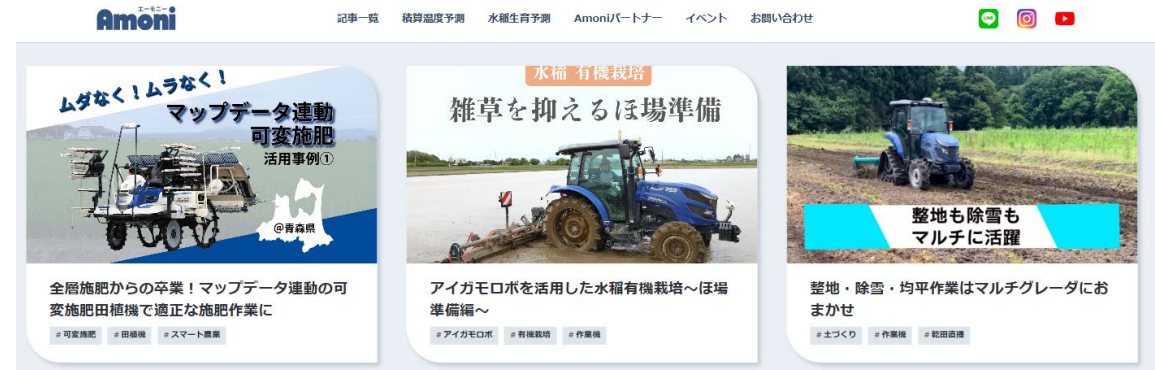 エーモニー
Amoni
記事一覧 積算温度予測 水稲生育予測 Amoniパートナー イベント お問い合わせ
LINE
ムダなく！ムラなく！
マップデータ連動
可変施肥
活用事例①
@青森県
全層施肥からの卒業！マップデータ連動の可
変施肥田植機で適正な施肥作業に
#可変施肥 #田植機 #スマート農業
水稲 有機栽培
雑草を抑えるほ場準備
アイガモロボを活用した水稲有機栽培～ほ場
準備編～
#アイガモロボ #有機栽培 #作業機
整地も除雪も
マルチに活躍
整地・除雪・均平作業はマルチグレーダにお
まかせ
#土づくり #作業機 #乾田直播